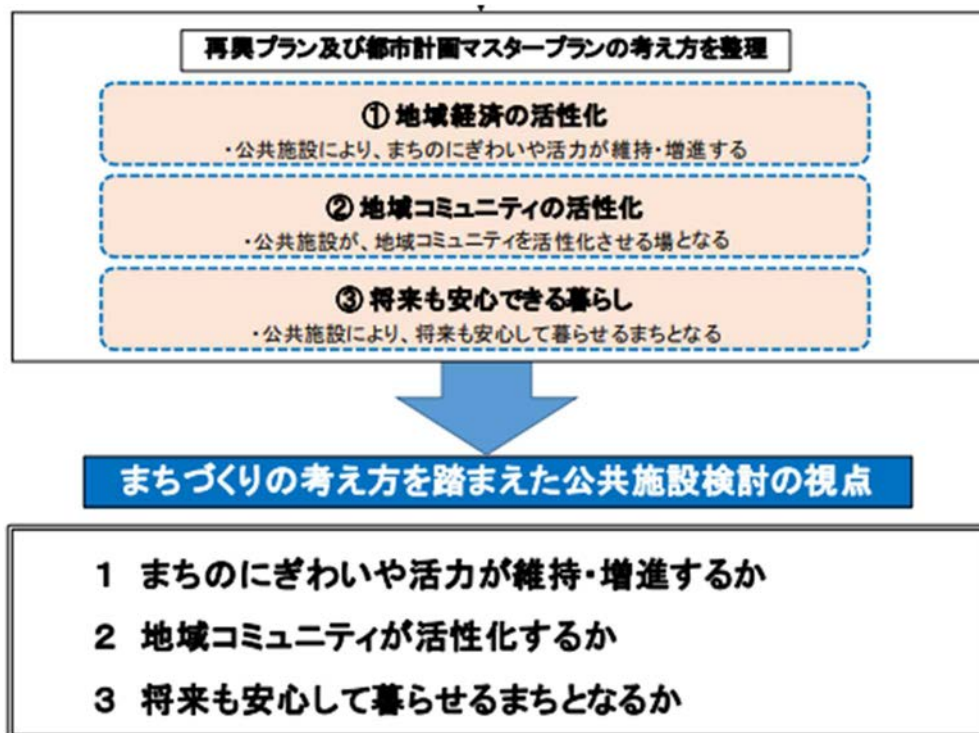 再興プラン及び都市計画マスタープランの考え方を整理
① 地域経済の活性化
・公共施設により、まちのにぎわいや活力が維持・増進する
② 地域コミュニティの活性化
・公共施設が、地域コミュニティを活性化させる場となる
③ 将来も安心できる暮らし
・公共施設により、将来も安心して暮らせるまちとなる
まちづくりの考え方を踏まえた公共施設検討の視点
1 まちのにぎわいや活力が維持・増進するか
2 地域コミュニティが活性化するか
3 将来も安心して暮らせるまちとなるか